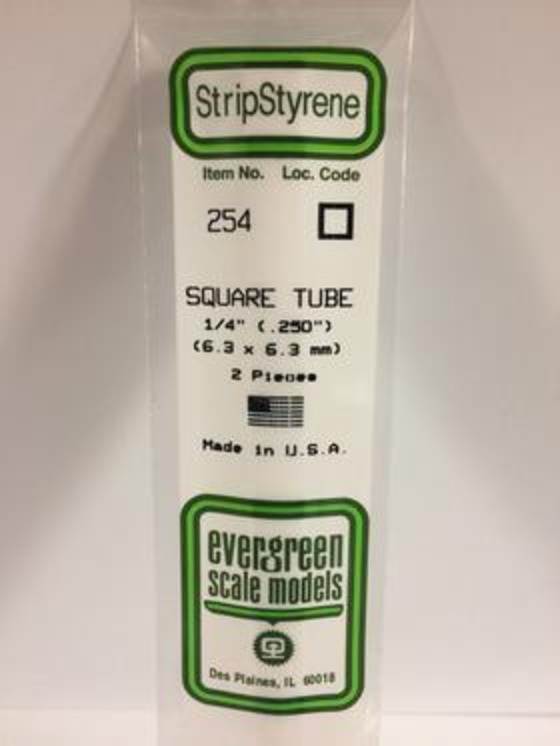 StripStyrene
Item No. Loc. Code
254
SQUARE TUBE
1/4" (.250")
(6.3 x 6.3 mm)
2 Pieces
Made in U.S.A.
evergreen
scale models
Des Plaines, IL 60018